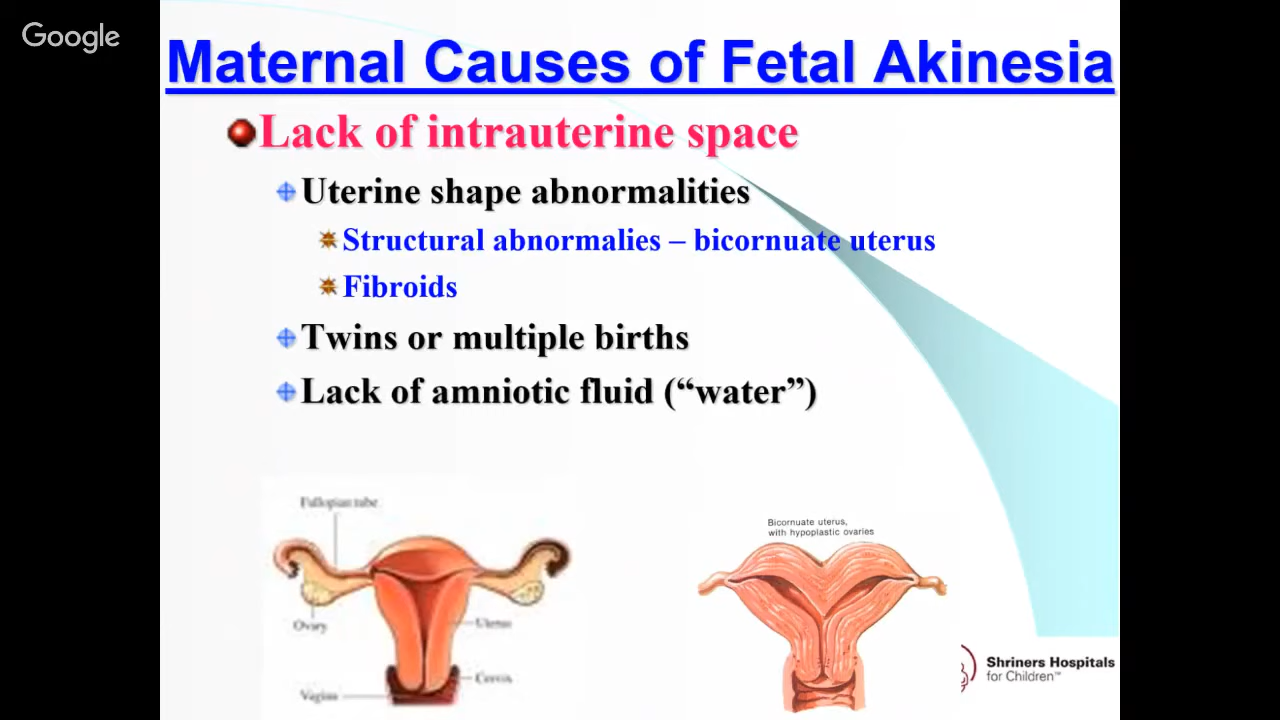 Google
Maternal Causes of Fetal Akinesia
Lack of intrauterine space
Uterine shape abnormalities
Structural abnormalies – bicornuate uterus
Fibroids
Twins or multiple births
Lack of amniotic fluid (“water”)
Fallopian tube
Ovary
Uterus
Cervix
Vagina
Bicornuate uterus,
with hypoplastic ovaries
Shriners Hospitals
for Children™